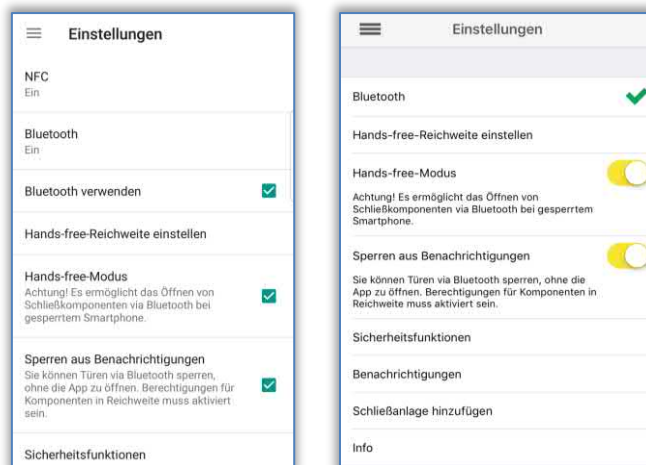 Einstellungen
NFC
Ein
Bluetooth
Ein
Bluetooth verwenden
Hands-free-Reichweite einstellen
Hands-free-Modus
Achtung! Es ermöglicht das Öffnen von
Schließkomponenten via Bluetooth bei
gesperrtem Smartphone.
Sperren aus Benachrichtigungen
Sie können Türen via Bluetooth sperren,
ohne die App zu öffnen. Berechtigungen für
Komponenten in Reichweite muss aktiviert
sein.
Sicherheitsfunktionen
Einstellungen
Bluetooth
Hands-free-Reichweite einstellen
Hands-free-Modus
Achtung! Es ermöglicht das Öffnen von
Schließkomponenten via Bluetooth bei gesperrtem
Smartphone.
Sperren aus Benachrichtigungen
Sie können Türen via Bluetooth sperren, ohne die
App zu öffnen. Berechtigungen für Komponenten in
Reichweite muss aktiviert sein.
Sicherheitsfunktionen
Benachrichtigungen
Schließanlage hinzufügen
Info